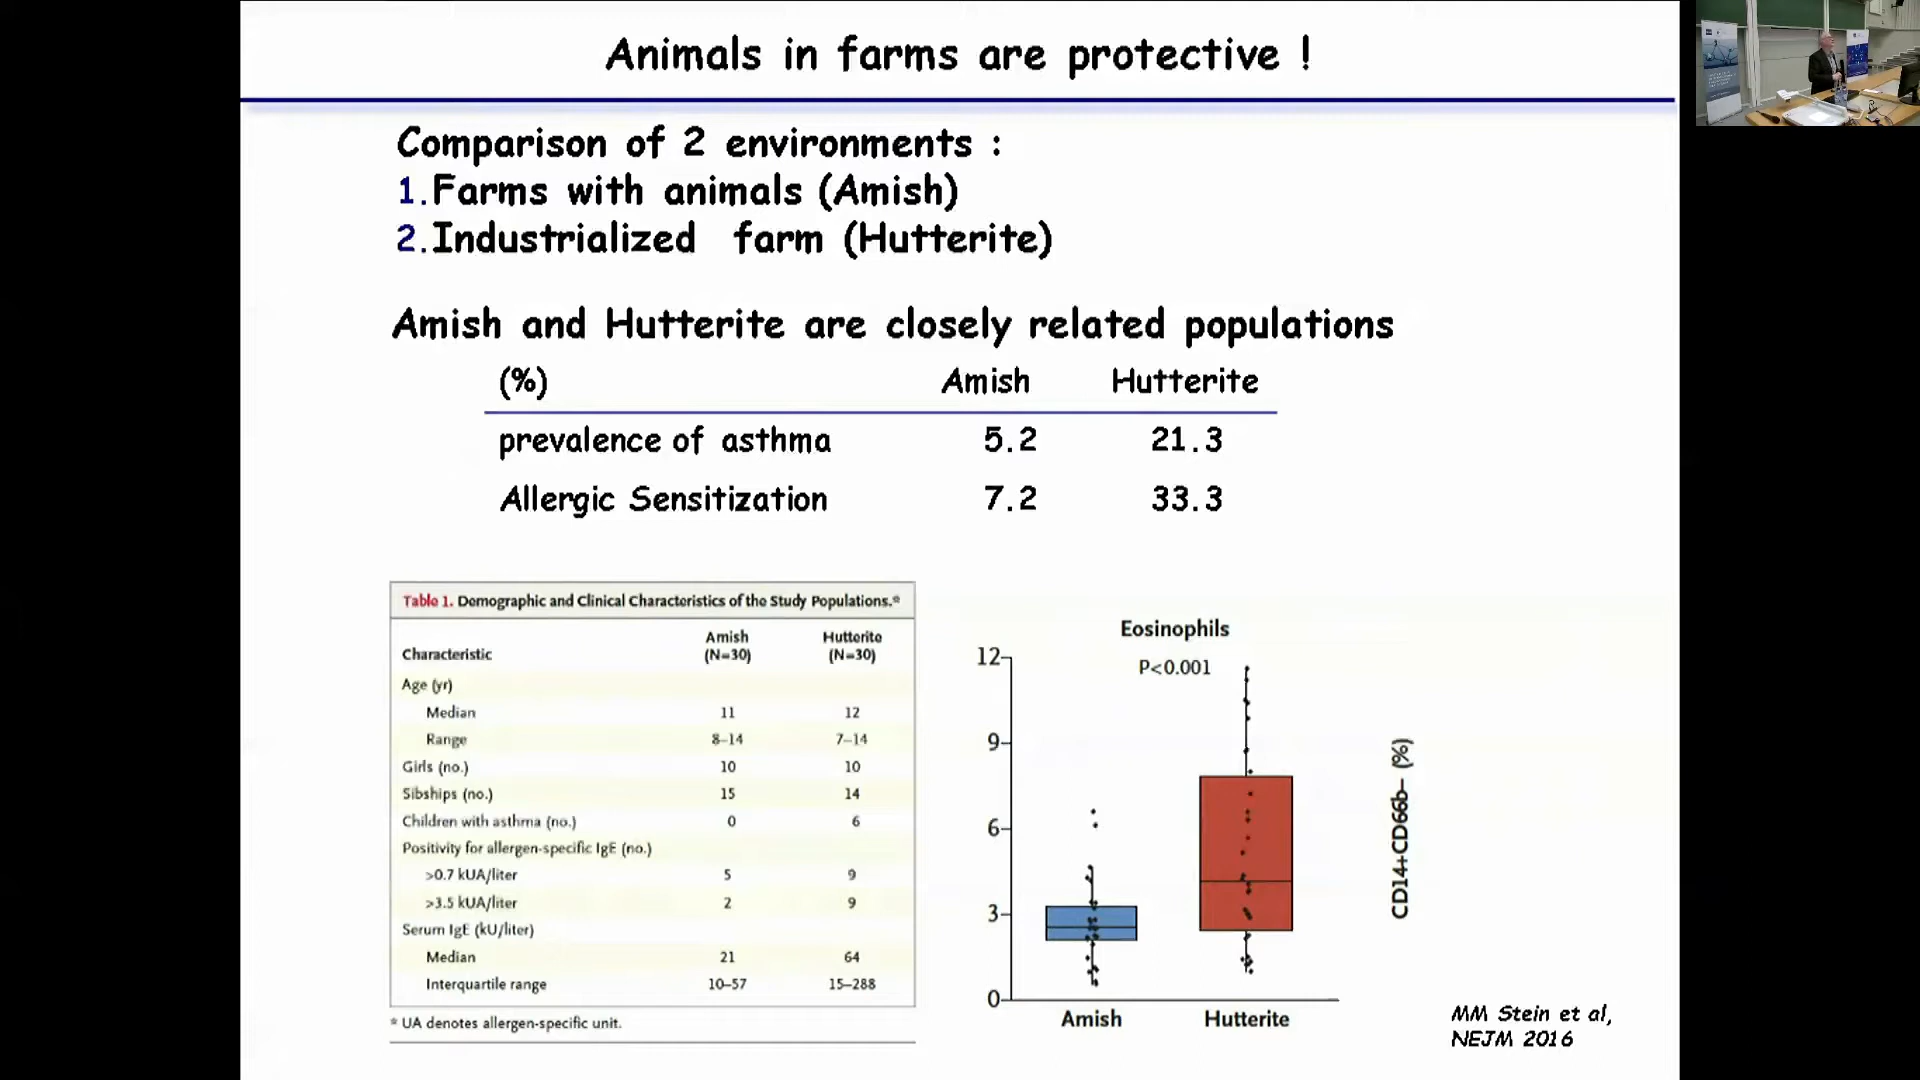 Animals in farms are protective !
Comparison of 2 environments :
1.Farms with animals (Amish)
2.Industrialized farm (Hutterite)
Amish and Hutterite are closely related populations
(%) Amish Hutterite
prevalence of asthma 5.2 21.3
Allergic Sensitization 7.2 33.3
Table 1. Demographic and Clinical Characteristics of the Study Populations.*
Characteristic Amish (N=30) Hutterite (N=30)
Age (yr)
Median 11 12
Range 8–14 7–14
Girls (no.) 10 10
Sibships (no.) 15 14
Children with asthma (no.) 0 6
Positivity for allergen-specific IgE (no.)
>0.7 kUA/liter 5 9
>3.5 kUA/liter 2 9
Serum IgE (kU/liter)
Median 21 64
Interquartile range 10–57 15–288
* UA denotes allergen-specific unit.
Eosinophils
P<0.001
12
9
6
3
0
Amish Hutterite
CD14+CD66b− (%)
MM Stein et al,
NEJM 2016